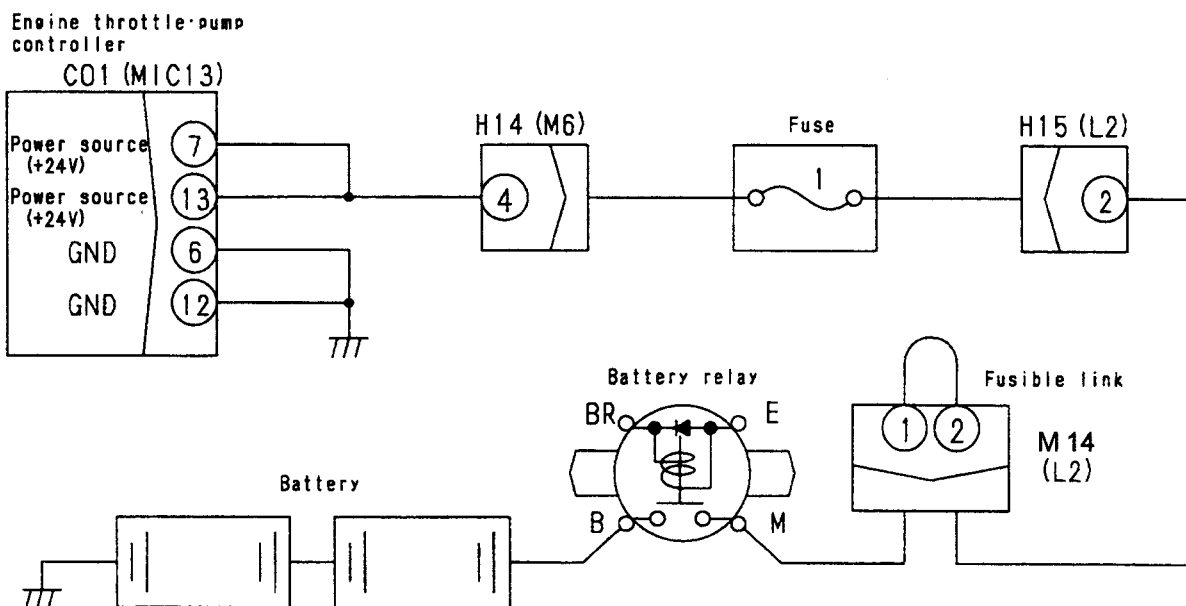 Engine throttle·pump
controller
C01 (MIC13)
Power source
(+24V)
7
Power source
(+24V)
13
GND
6
GND
12
H14 (M6)
4
Fuse
1
H15 (L2)
2
Battery relay
BR
E
B
M
Fusible link
1
2
M14
(L2)
Battery